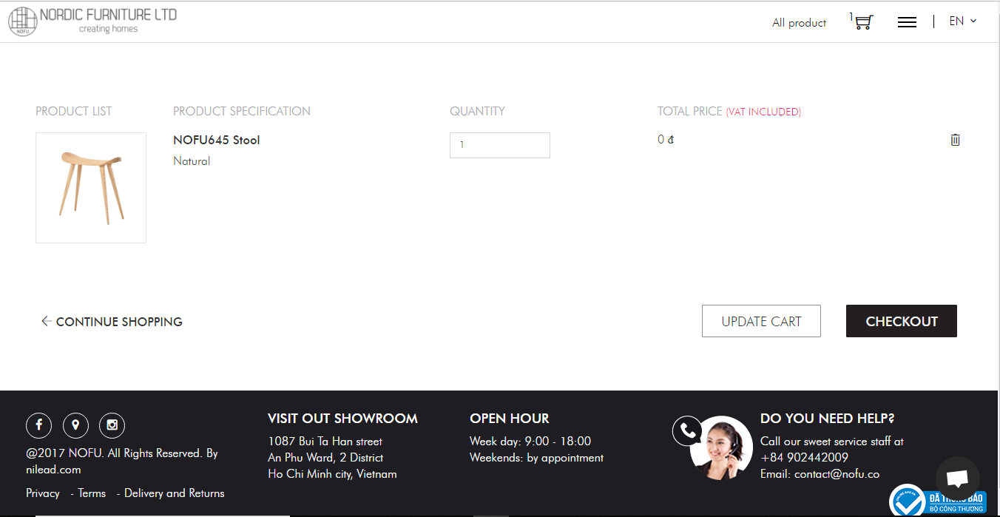 NORDIC FURNITURE LTD
creating homes
NOFU
All product
1
EN
PRODUCT LIST
PRODUCT SPECIFICATION
QUANTITY
TOTAL PRICE (VAT INCLUDED)
NOFU645 Stool
1
0 đ
Natural
CONTINUE SHOPPING
UPDATE CART
CHECKOUT
@2017 NOFU. All Rights Reserved. By
nilead.com
Privacy - Terms - Delivery and Returns
VISIT OUT SHOWROOM
1087 Bui Ta Han street
An Phu Ward, 2 District
Ho Chi Minh city, Vietnam
OPEN HOUR
Week day: 9:00 - 18:00
Weekends: by appointment
DO YOU NEED HELP?
Call our sweet service staff at
+84 902442009
Email: contact@nofu.co
ĐÃ BÁO
BỘ CÔNG THƯƠNG